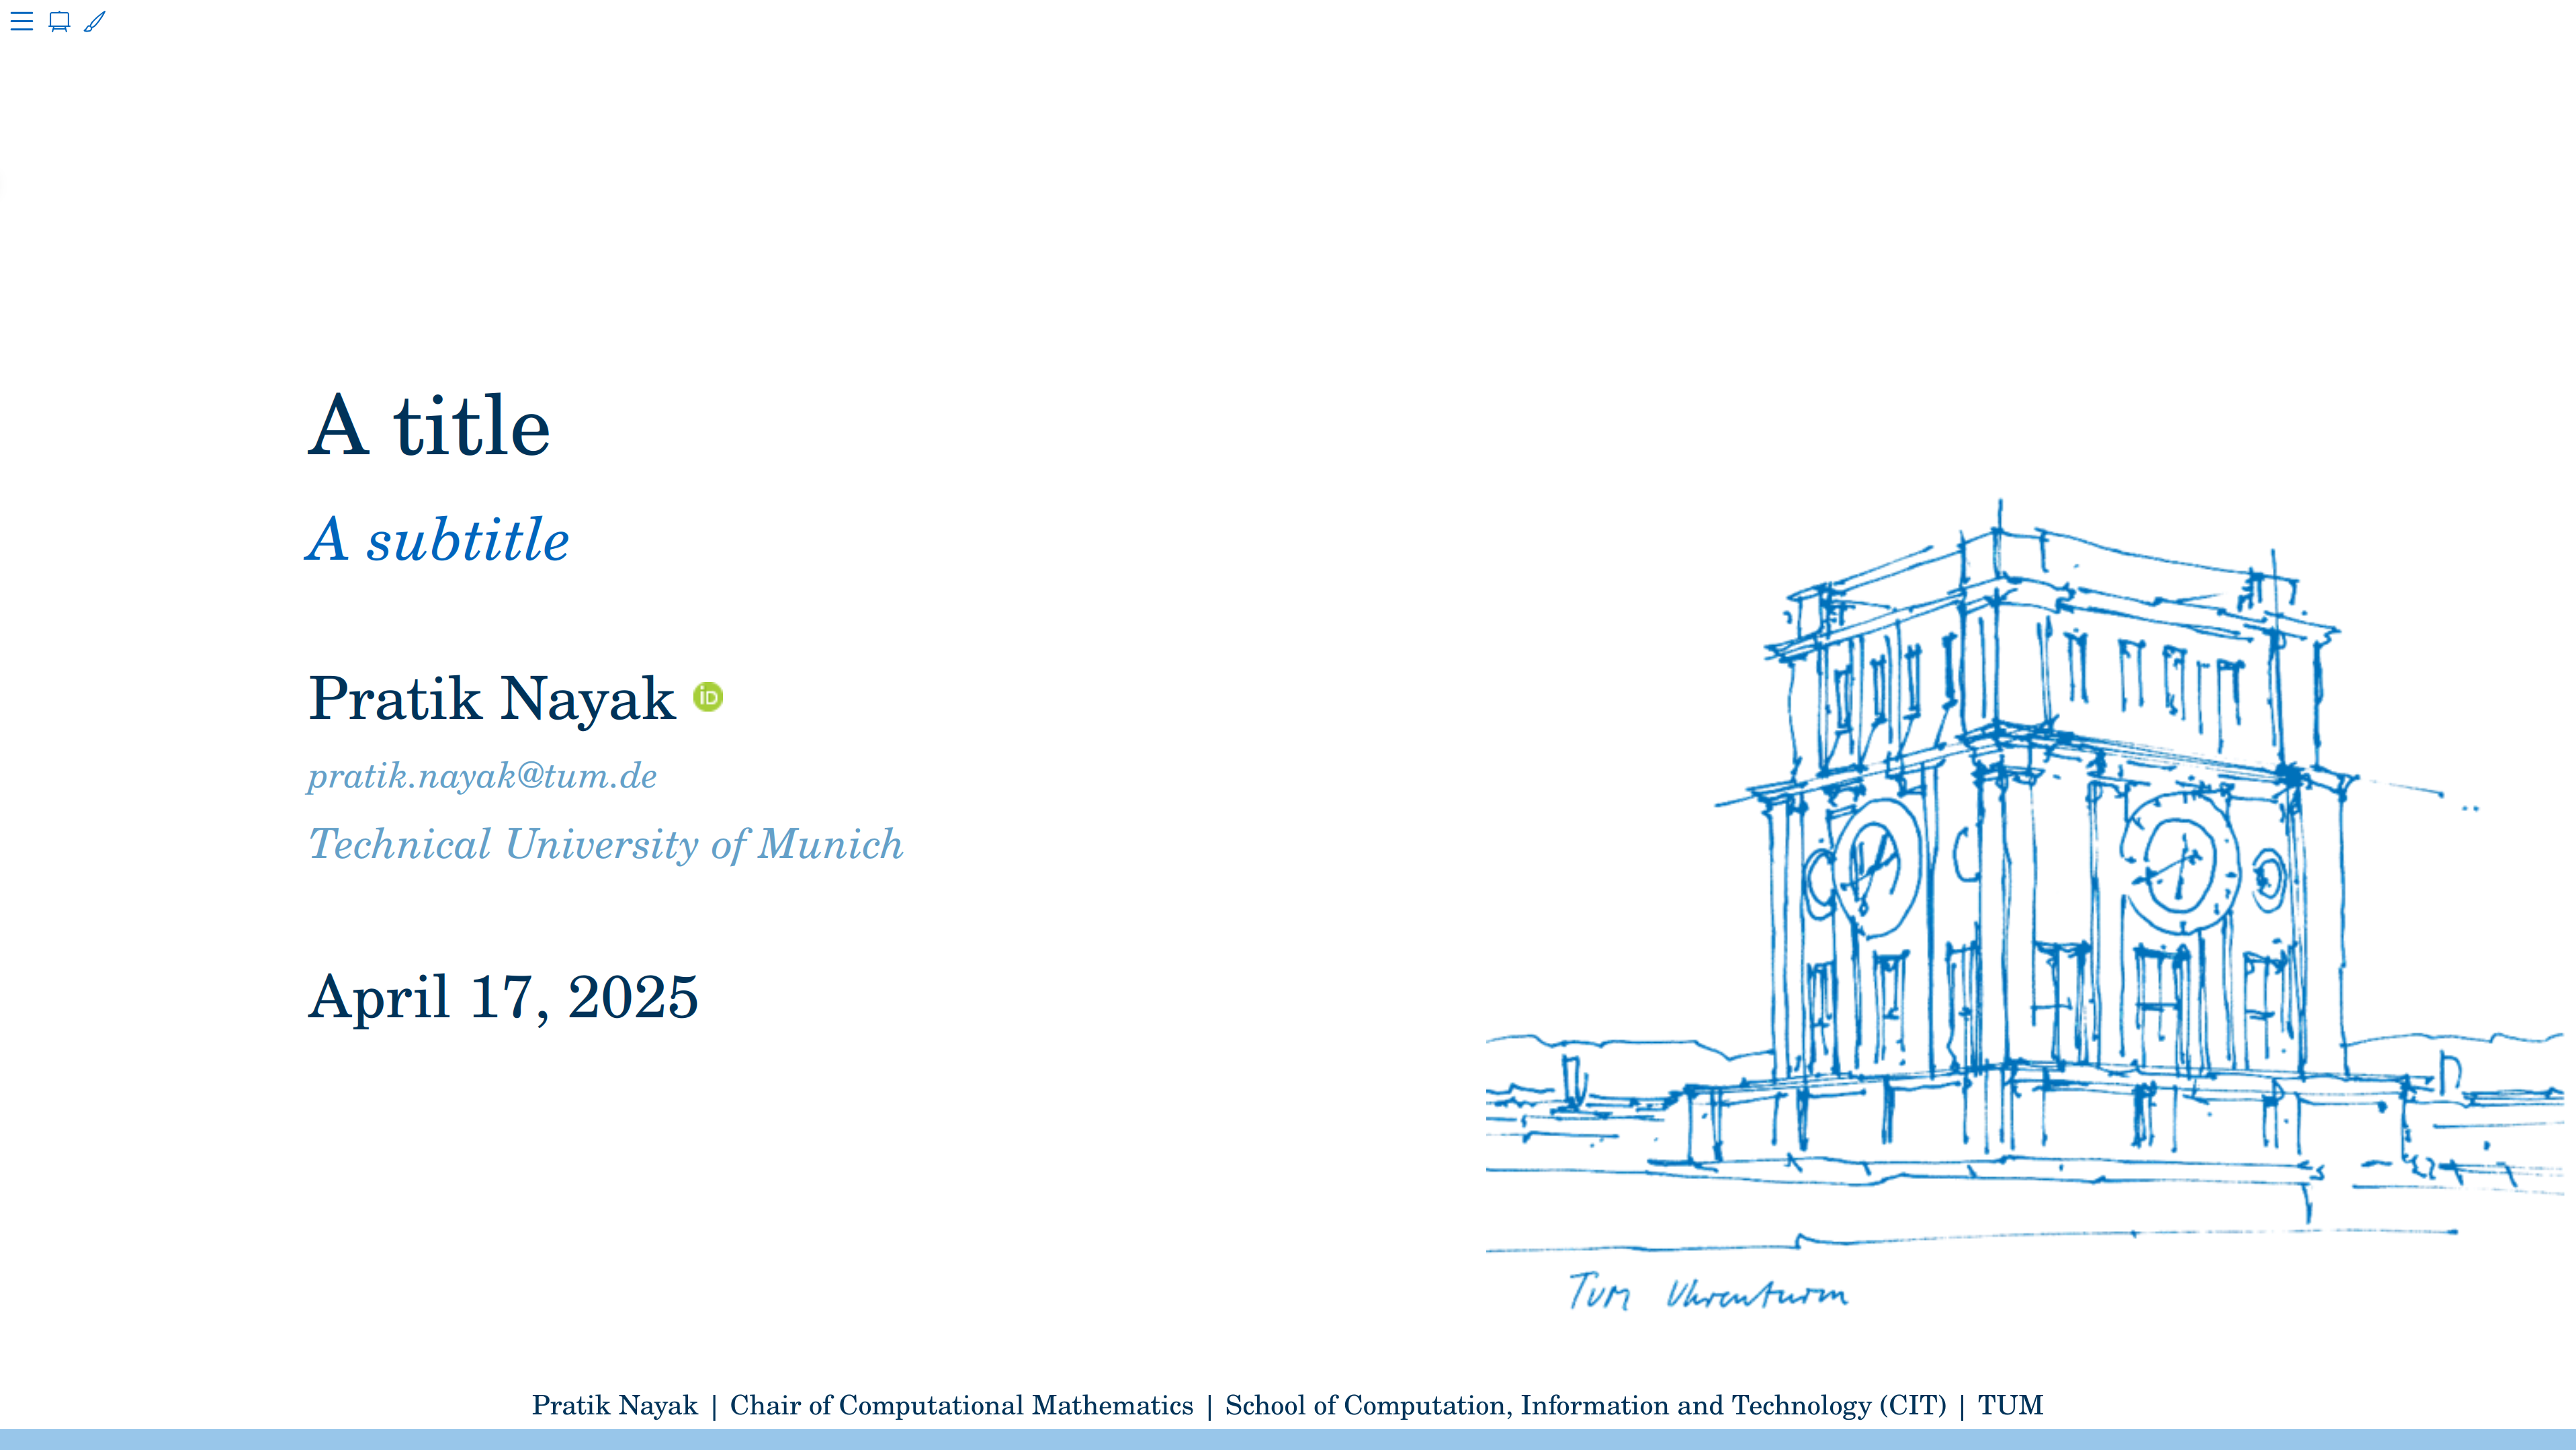 A title
A subtitle
Pratik Nayak iD
pratik.nayak@tum.de
Technical University of Munich
April 17, 2025
TUM Uhrenturm
Pratik Nayak | Chair of Computational Mathematics | School of Computation, Information and Technology (CIT) | TUM